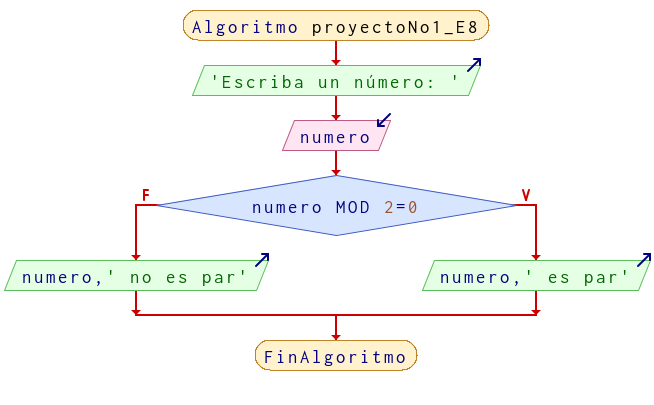 Algoritmo proyectoNo1_E8
'Escriba un número: '
numero
F
V
numero MOD 2=0
numero,' no es par'
numero,' es par'
FinAlgoritmo